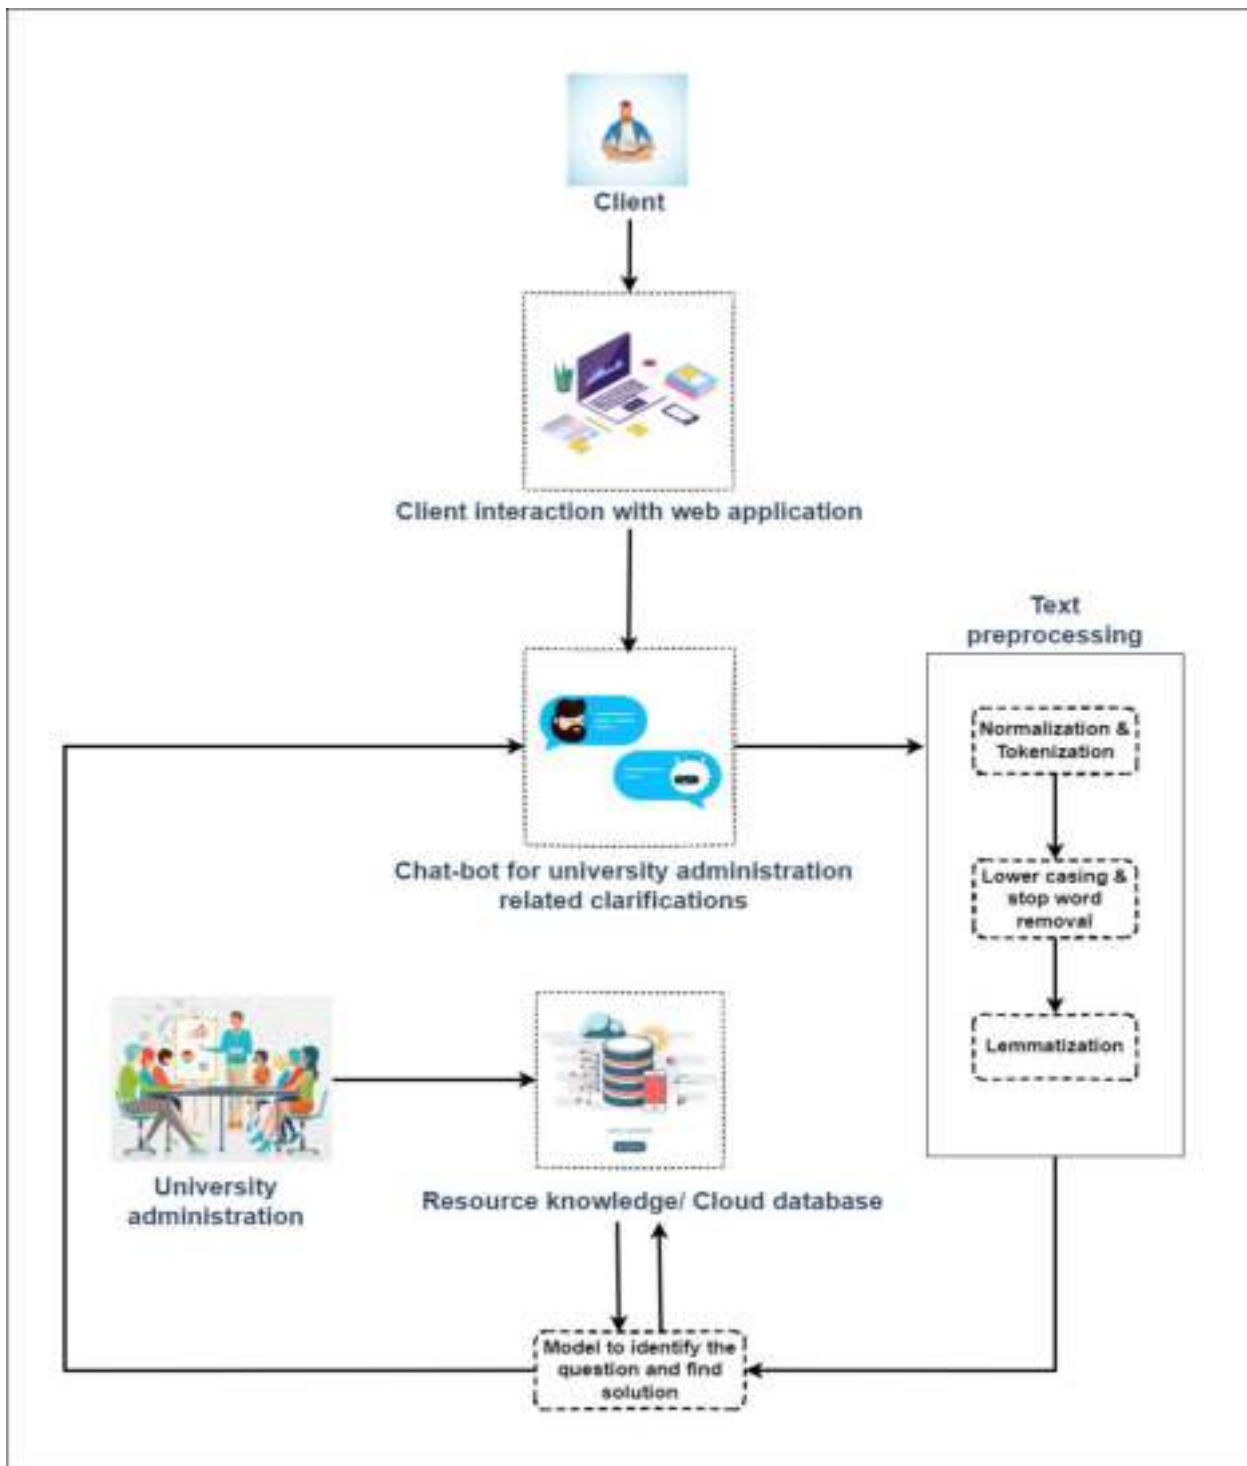 Client
Client interaction with web application
Text
preprocessing
Normalization &
Tokenization
Lower casing &
stop word
removal
Lemmatization
Chat-bot for university administration
related clarifications
University
administration
Resource knowledge/ Cloud database
Model to identify the
question and find
solution